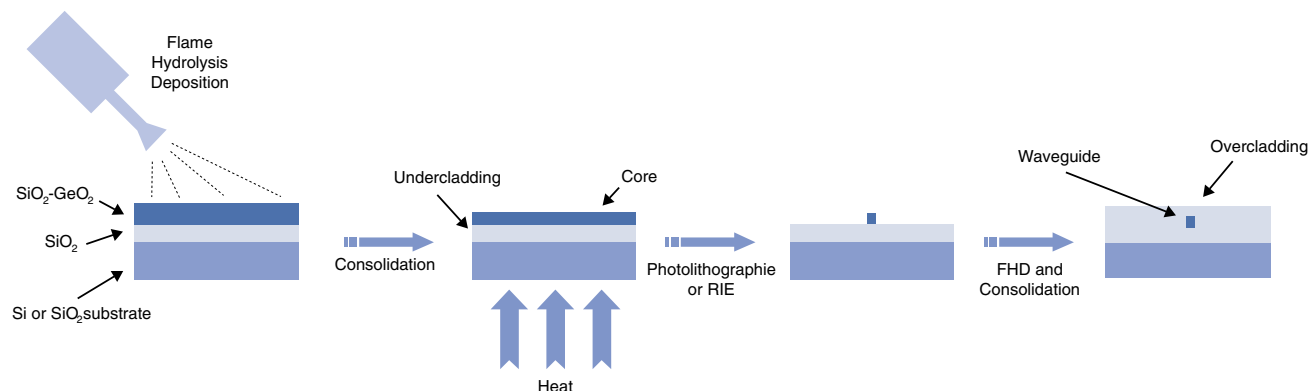 Flame
Hydrolysis
Deposition
SiO₂-GeO₂
SiO₂
Si or SiO₂substrate
Consolidation
Undercladding
Core
Heat
Photolithographie
or RIE
FHD and
Consolidation
Waveguide
Overcladding